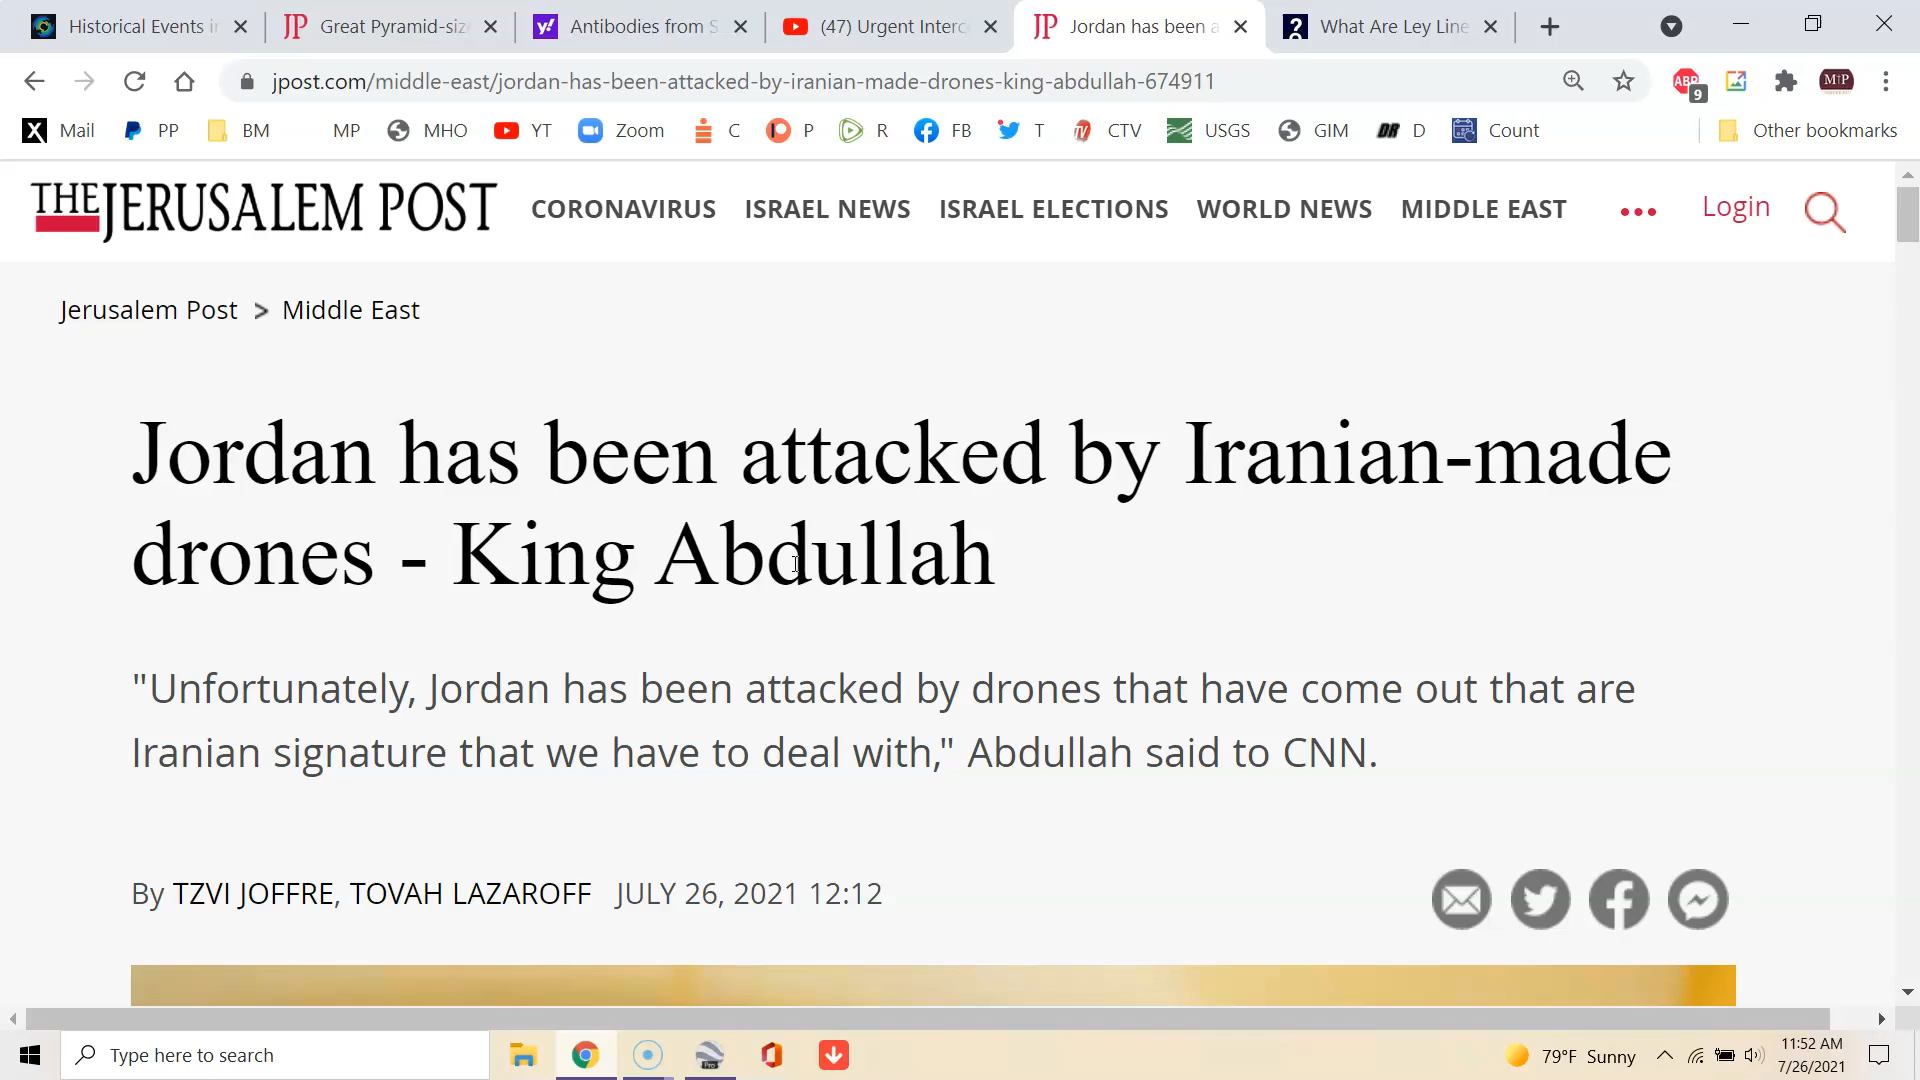 Historical Events i
Great Pyramid-siz
Antibodies from S
(47) Urgent Interc
Jordan has been a
What Are Ley Line
jpost.com/middle-east/jordan-has-been-attacked-by-iranian-made-drones-king-abdullah-674911
ABP
9
M↑P
X Mail
PP
BM
MP
MHO
YT
Zoom
C
P
R
FB
T
CTV
USGS
GIM
DR D
Count
Other bookmarks
THE JERUSALEM POST
CORONAVIRUS
ISRAEL NEWS
ISRAEL ELECTIONS
WORLD NEWS
MIDDLE EAST
Login
Jerusalem Post > Middle East
Jordan has been attacked by Iranian-made
drones - King Abdullah
"Unfortunately, Jordan has been attacked by drones that have come out that are
Iranian signature that we have to deal with," Abdullah said to CNN.
By TZVI JOFFRE, TOVAH LAZAROFF JULY 26, 2021 12:12
Type here to search
Pro
79°F Sunny
11:52 AM
7/26/2021